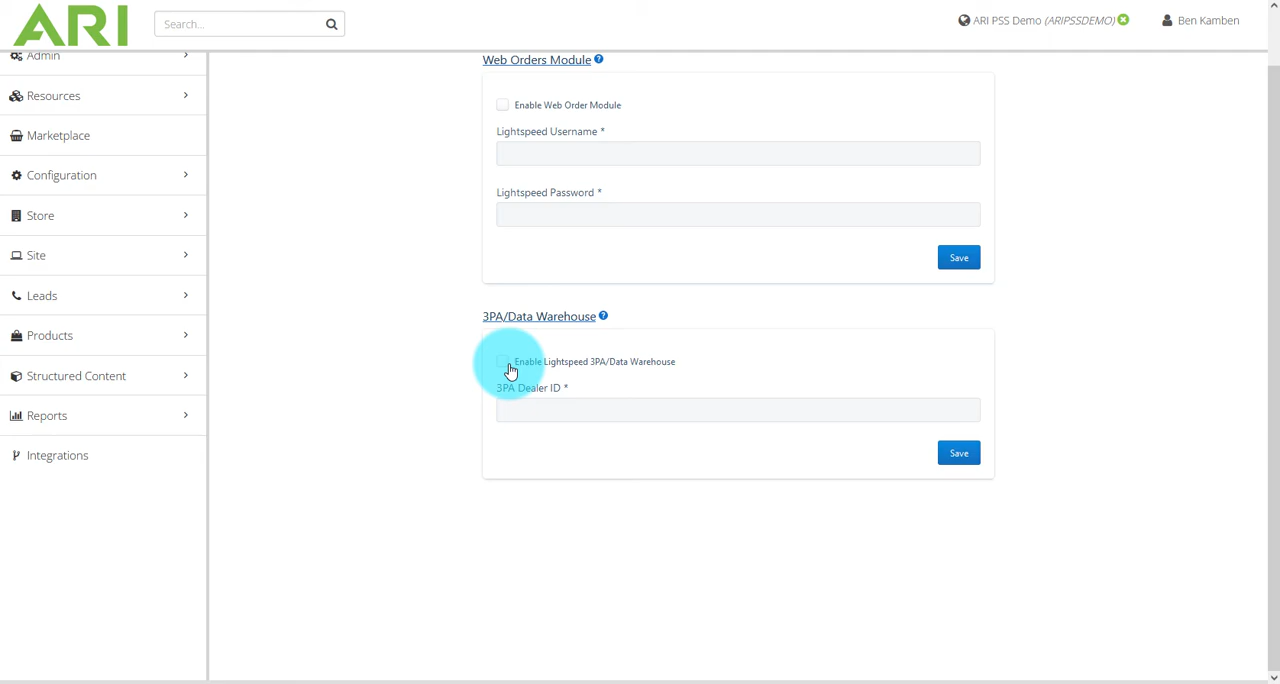 ARI
Search...
ARI PSS Demo (ARIPSSDEMO)
Ben Kamben
Admin
Resources
Marketplace
Configuration
Store
Site
Leads
Products
Structured Content
Reports
Integrations
Web Orders Module ?
Enable Web Order Module
Lightspeed Username *
Lightspeed Password *
Save
3PA/Data Warehouse ?
Enable Lightspeed 3PA/Data Warehouse
3PA Dealer ID *
Save